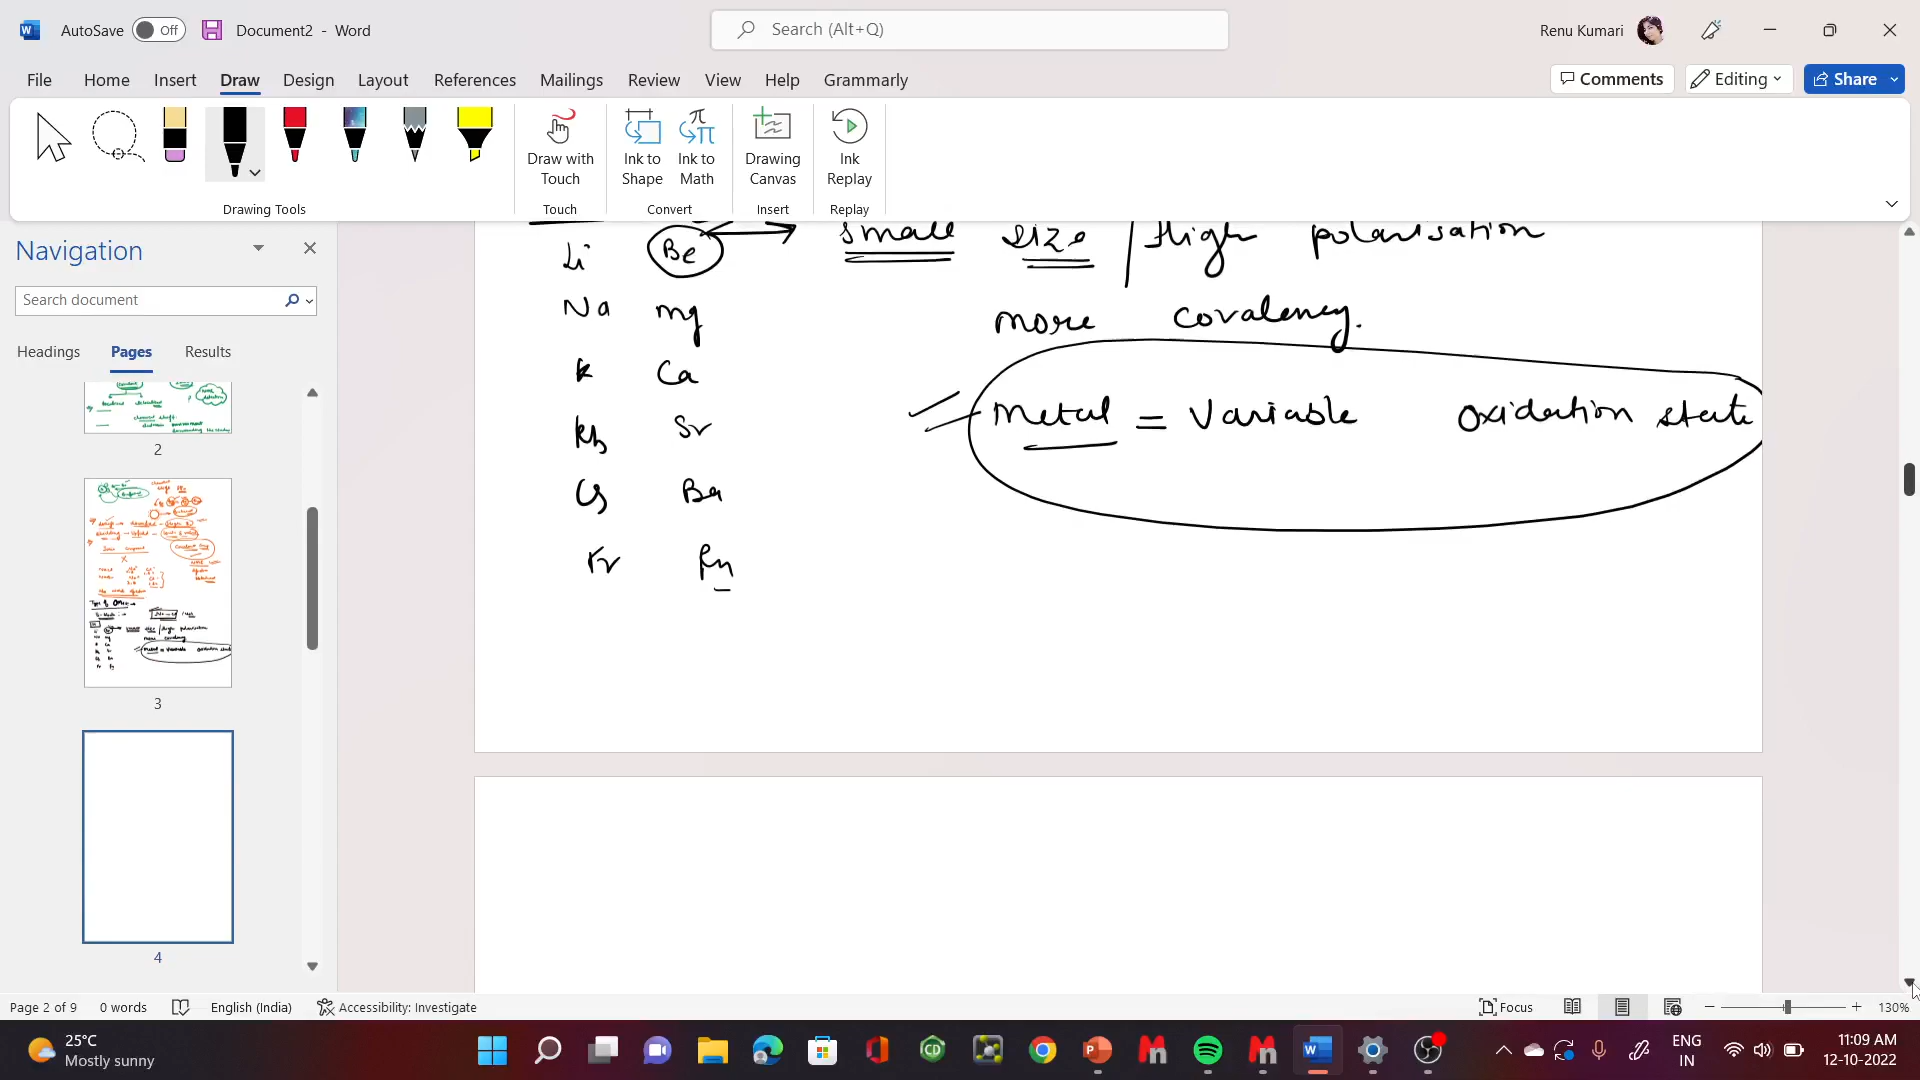 AutoSave Off Document2 - Word Search (Alt+Q) Renu Kumari
File Home Insert Draw Design Layout References Mailings Review View Help Grammarly Comments Editing Share
Draw with Touch
Ink to Shape
Ink to Math
Drawing Canvas
Ink Replay
Drawing Tools Touch Convert Insert Replay
Navigation
Search document
Headings Pages Results
2
3
4
Li Be small size / High polarisation
Na mg more covalency.
K Ca
Metal = Variable oxidation state
Rb Sr
Cs Ba
Fr
Page 2 of 9 0 words English (India) Accessibility: Investigate Focus 130%
25°C
Mostly sunny
ENG
IN
11:09 AM
12-10-2022